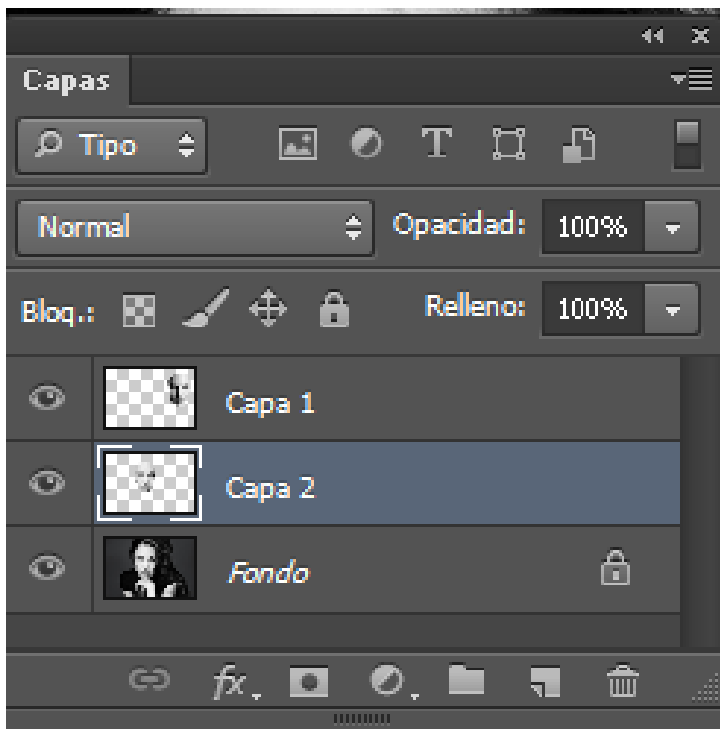 Capas
Tipo
Normal Opacidad: 100%
Bloq.: Relleno: 100%
Capa 1
Capa 2
Fondo
fx.